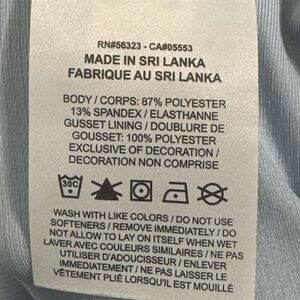 RN#56323 - CA#05553
MADE IN SRI LANKA
FABRIQUE AU SRI LANKA
BODY / CORPS: 87% POLYESTER
13% SPANDEX / ELASTHANNE
GUSSET LINING / DOUBLURE DE
GOUSSET: 100% POLYESTER
EXCLUSIVE OF DECORATION /
DECORATION NON COMPRISE
30C
WASH WITH LIKE COLORS / DO NOT USE
SOFTENERS / REMOVE IMMEDIATELY / DO
NOT ALLOW TO LAY ON ITSELF WHEN WET
LAVER AVEC COULEURS SIMILAIRES / NE PAS
UTILISER D'ADOUCISSEUR / ENLEVER
IMMEDIATEMENT / NE PAS LAISSER LE
VÊTEMENT PLIÉ LORSQU'IL EST MOUILLÉ